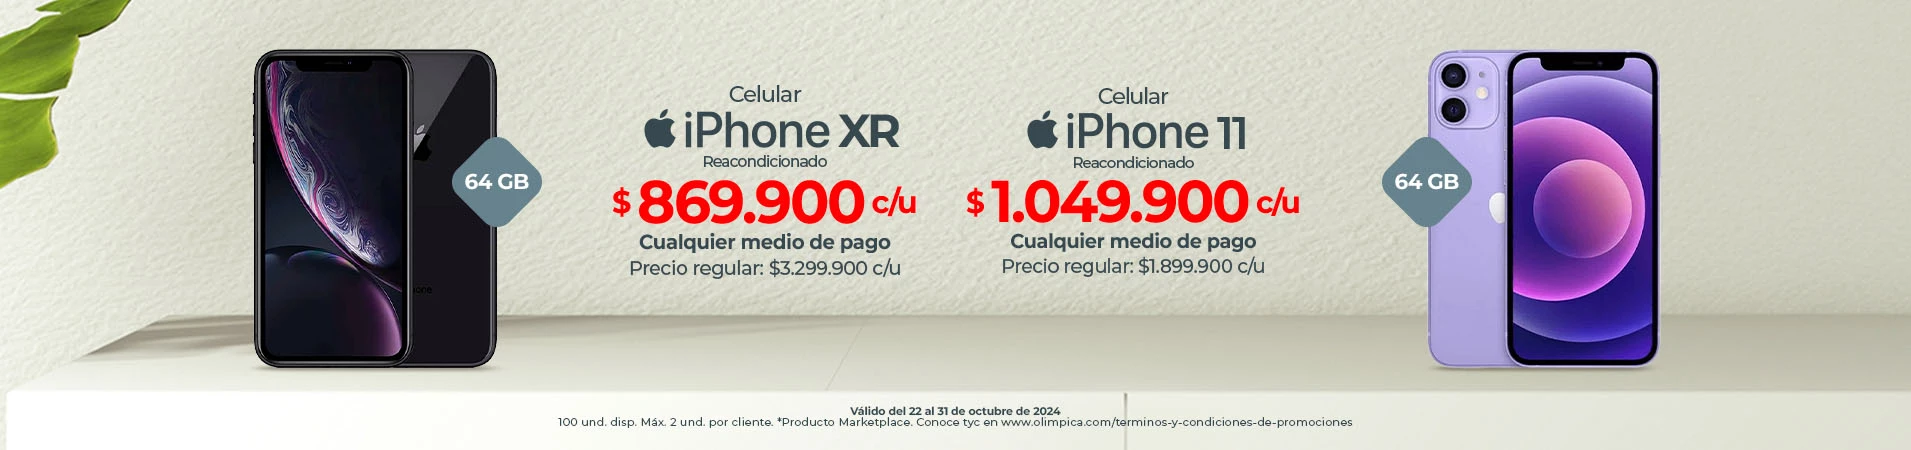 64 GB
Celular
iPhone XR
Reacondicionado
$ 869.900 c/u
Cualquier medio de pago
Precio regular: $3.299.900 c/u
Celular
iPhone 11
Reacondicionado
$ 1.049.900 c/u
Cualquier medio de pago
Precio regular: $1.899.900 c/u
64 GB
Válido del 22 al 31 de octubre de 2024
100 und. disp. Máx. 2 und. por cliente. *Producto Marketplace. Conoce tyc en www.olimpica.com/terminos-y-condiciones-de-promociones